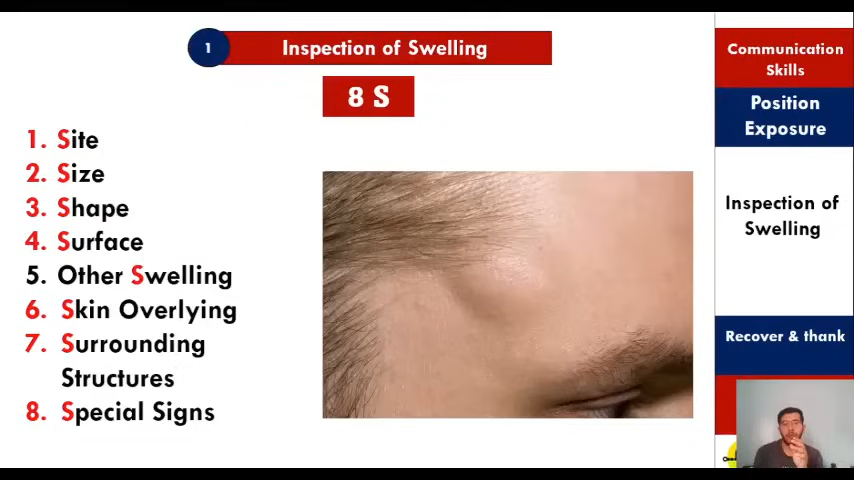 1
Inspection of Swelling
8 S
1. Site
2. Size
3. Shape
4. Surface
5. Other Swelling
6. Skin Overlying
7. Surrounding
Structures
8. Special Signs
Communication
Skills
Position
Exposure
Inspection of
Swelling
Recover & thank